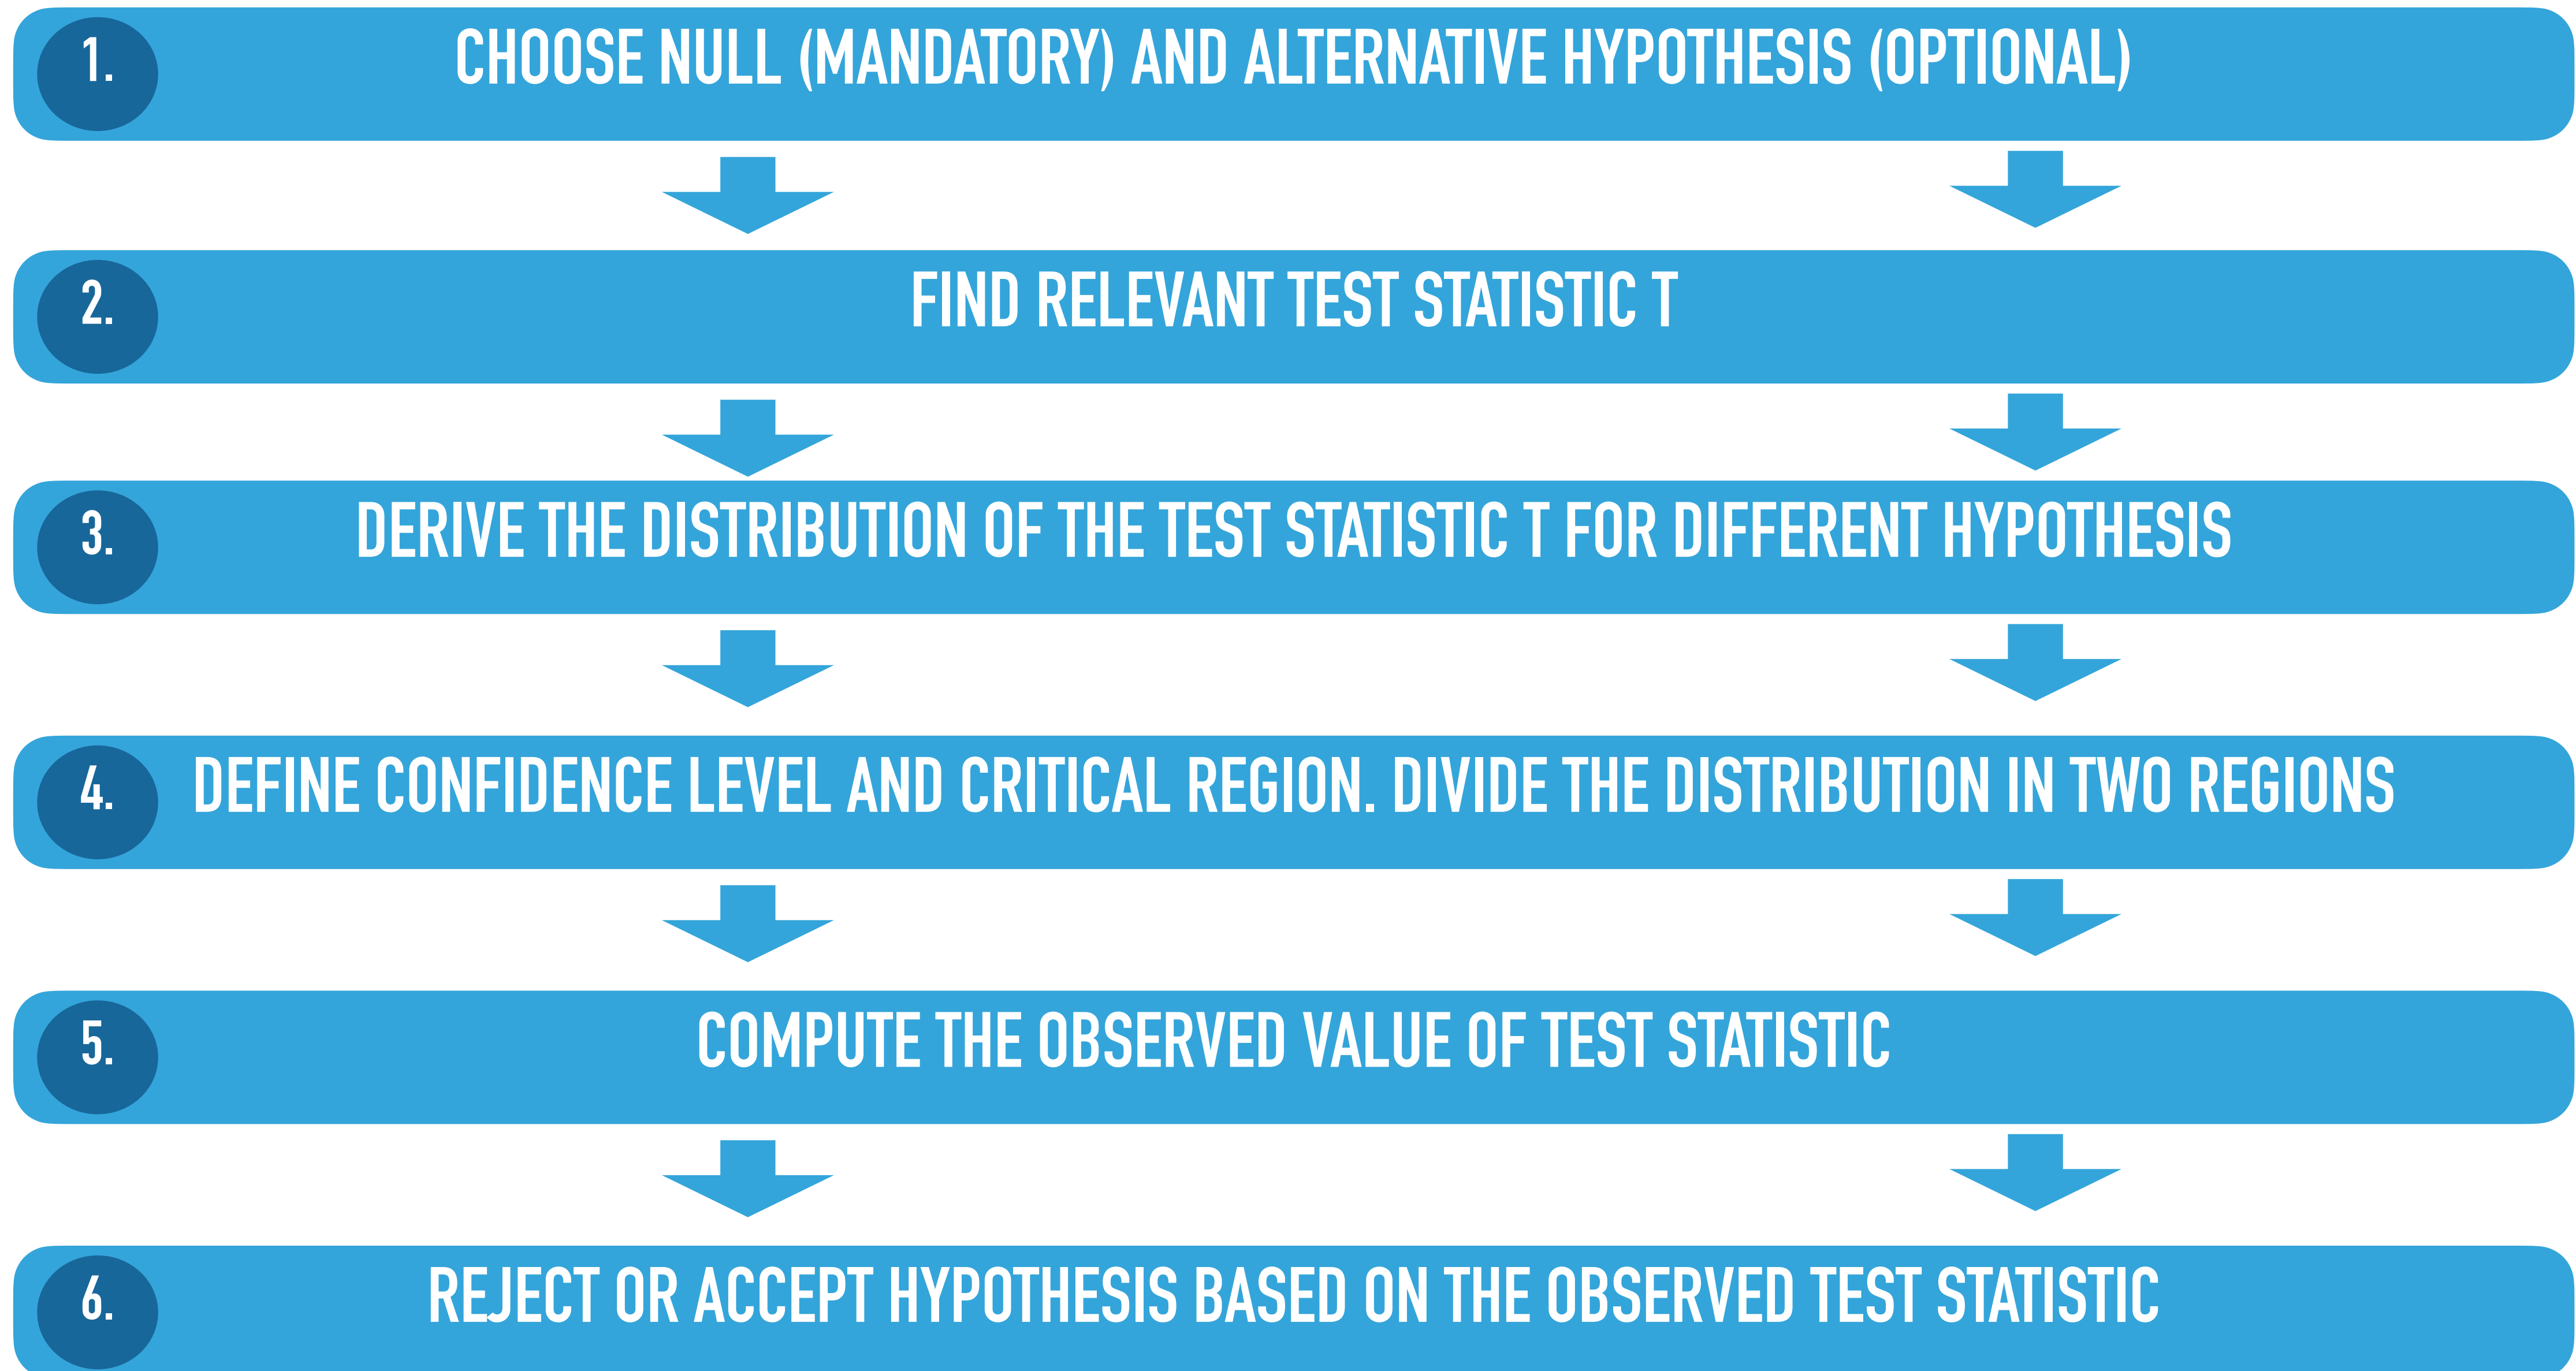 1. CHOOSE NULL (MANDATORY) AND ALTERNATIVE HYPOTHESIS (OPTIONAL)
2. FIND RELEVANT TEST STATISTIC T
3. DERIVE THE DISTRIBUTION OF THE TEST STATISTIC T FOR DIFFERENT HYPOTHESIS
4. DEFINE CONFIDENCE LEVEL AND CRITICAL REGION. DIVIDE THE DISTRIBUTION IN TWO REGIONS
5. COMPUTE THE OBSERVED VALUE OF TEST STATISTIC
6. REJECT OR ACCEPT HYPOTHESIS BASED ON THE OBSERVED TEST STATISTIC